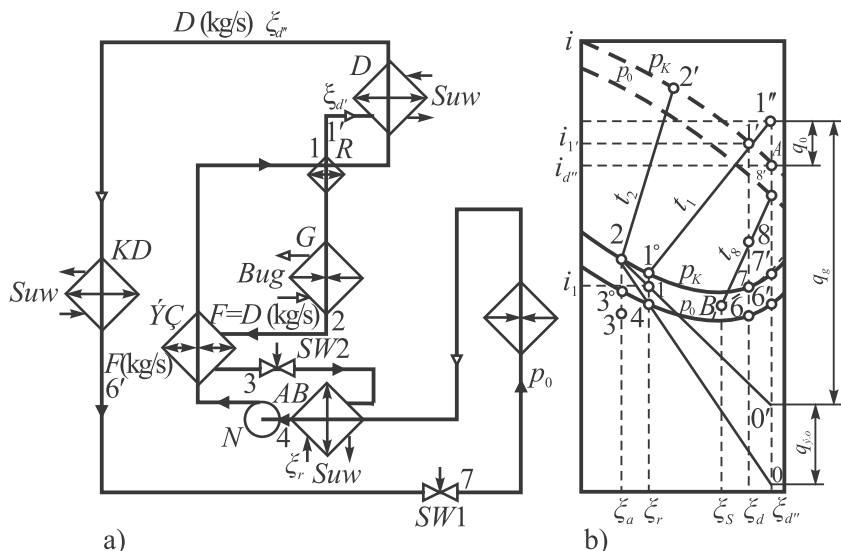 D (kg/s) ξd″
D
Suw
ξd′
1′
1
R
KD
Suw
G
Bug
2
ÝÇ
F=D (kg/s)
F(kg/s)
6′
SW2
3
AB
N
4
ξr
Suw
p0
7
SW1
a)
i
pK
p0
2′
1″
i1′
1′
A
q0
id″
8′
t2
t1
t8
8
qg
2
1°
i1
1
pK
7
7′
3°
4
p0
B
6
6′
3
0′
qÝ.o
0
ξa
ξr
ξS
ξd
ξd″
b)